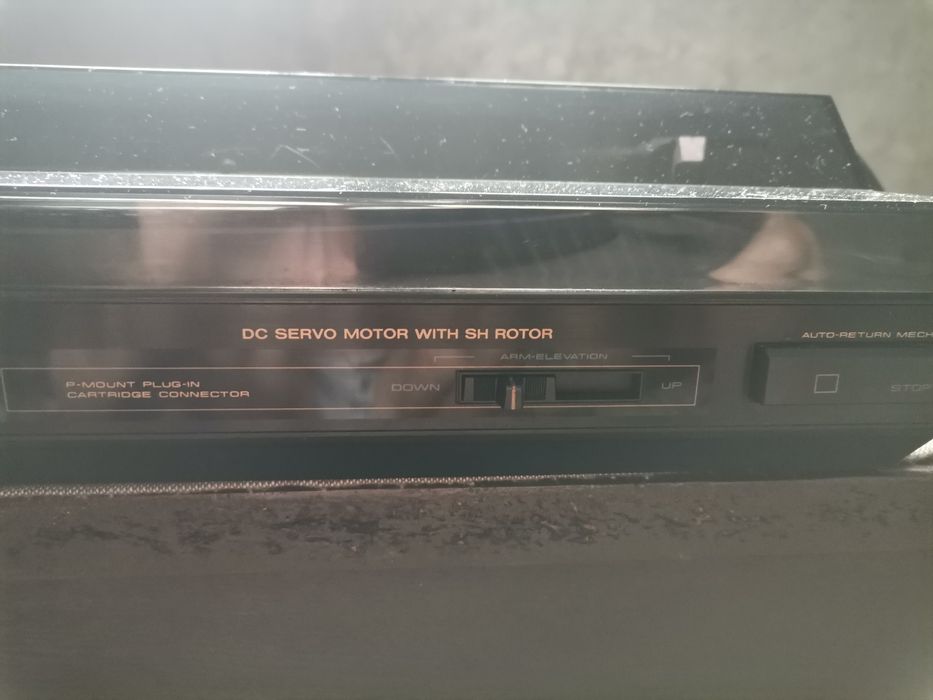 DC SERVO MOTOR WITH SH ROTOR
AUTO-RETURN MECH
ARM-ELEVATION
P-MOUNT PLUG-IN
CARTRIDGE CONNECTOR
DOWN
UP
STOP